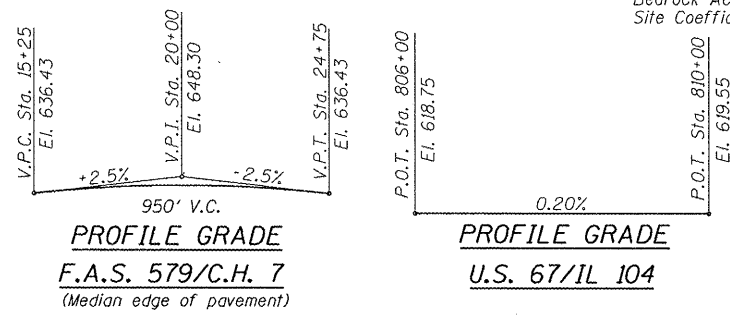 Bedrock Ac
Site Coeffic
V.P.C. Sta. 15+25
El. 636.43
V.P.I. Sta. 20+00
El. 648.30
V.P.T. Sta. 24+75
El. 636.43
+2.5%
-2.5%
950' V.C.
PROFILE GRADE
F.A.S. 579/C.H. 7
(Median edge of pavement)
P.O.T. Sta. 806+00
El. 618.75
P.O.T. Sta. 810+00
El. 619.55
0.20%
PROFILE GRADE
U.S. 67/IL 104